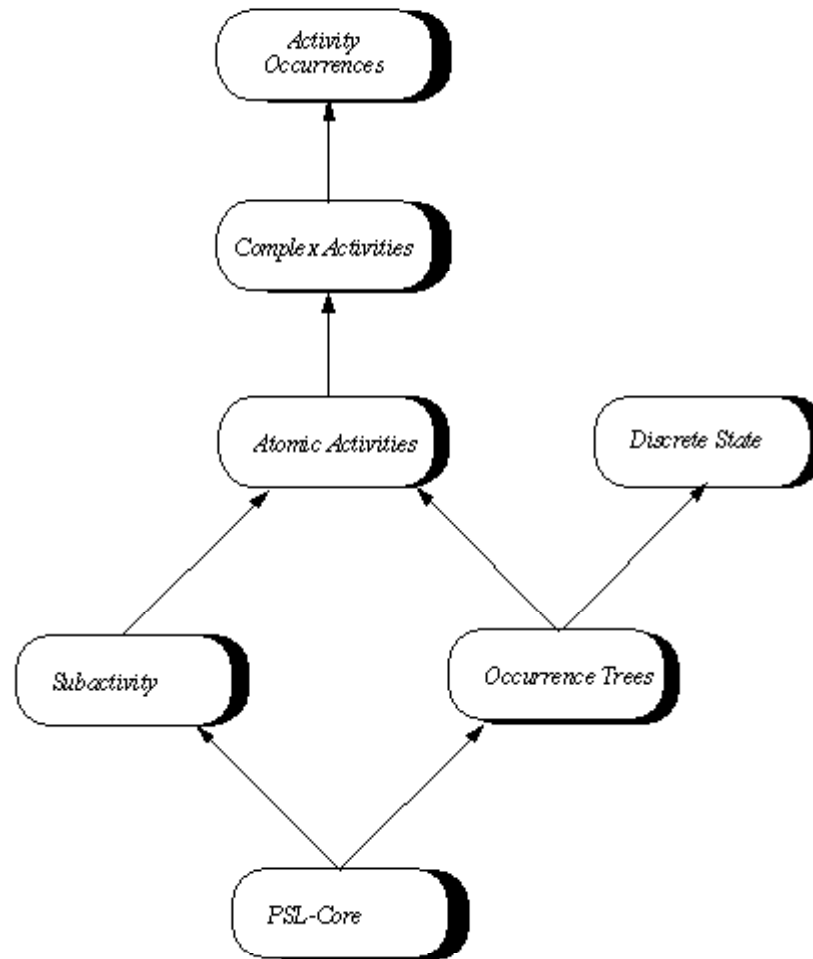 Activity
Occurrences
Complex Activities
Atomic Activities
Discrete State
Subactivity
Occurrence Trees
PSL-Core